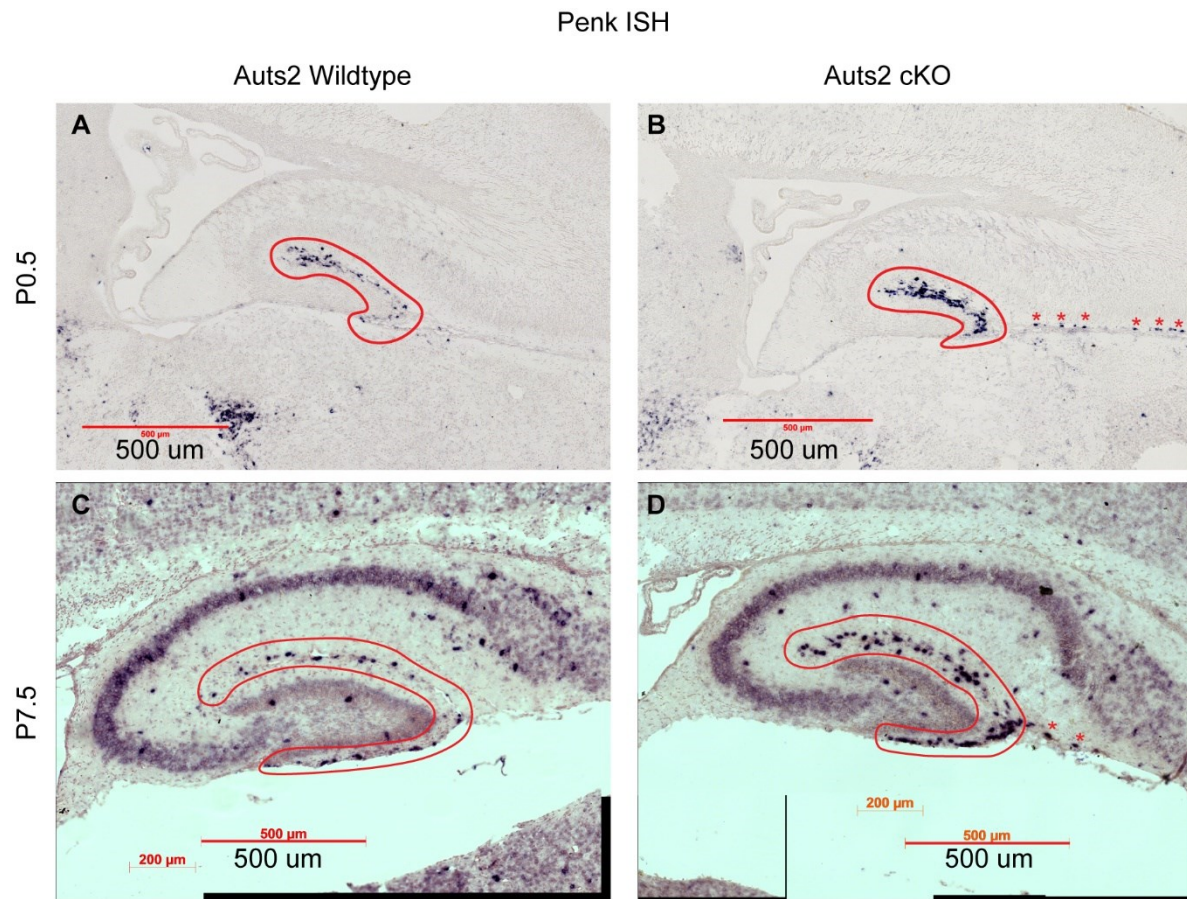 Penk ISH
Auts2 Wildtype
Auts2 cKO
P0.5
A
500 µm
500 um
B
* * * * * *
500 µm
500 um
P7.5
C
500 µm
200 µm
500 um
D
* *
200 µm
500 µm
500 um